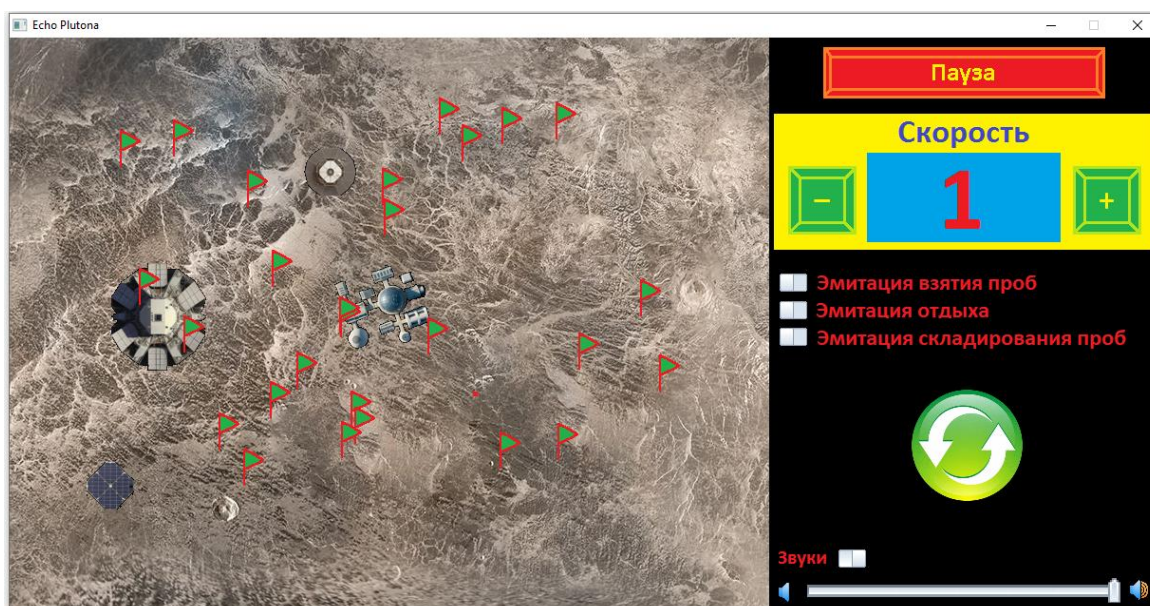 Echo Plutona
Пауза
Скорость
- 1 +
Эмитация взятия проб
Эмитация отдыха
Эмитация складирования проб
Звуки